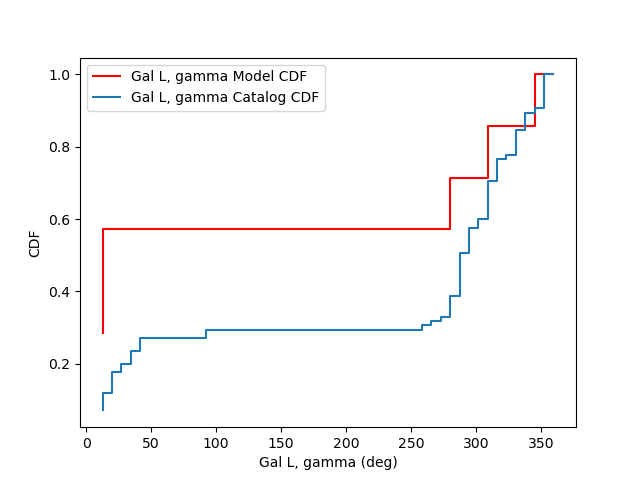 Gal L, gamma Model CDF
Gal L, gamma Catalog CDF
1.0
0.8
0.6
0.4
0.2
CDF
0 50 100 150 200 250 300 350
Gal L, gamma (deg)